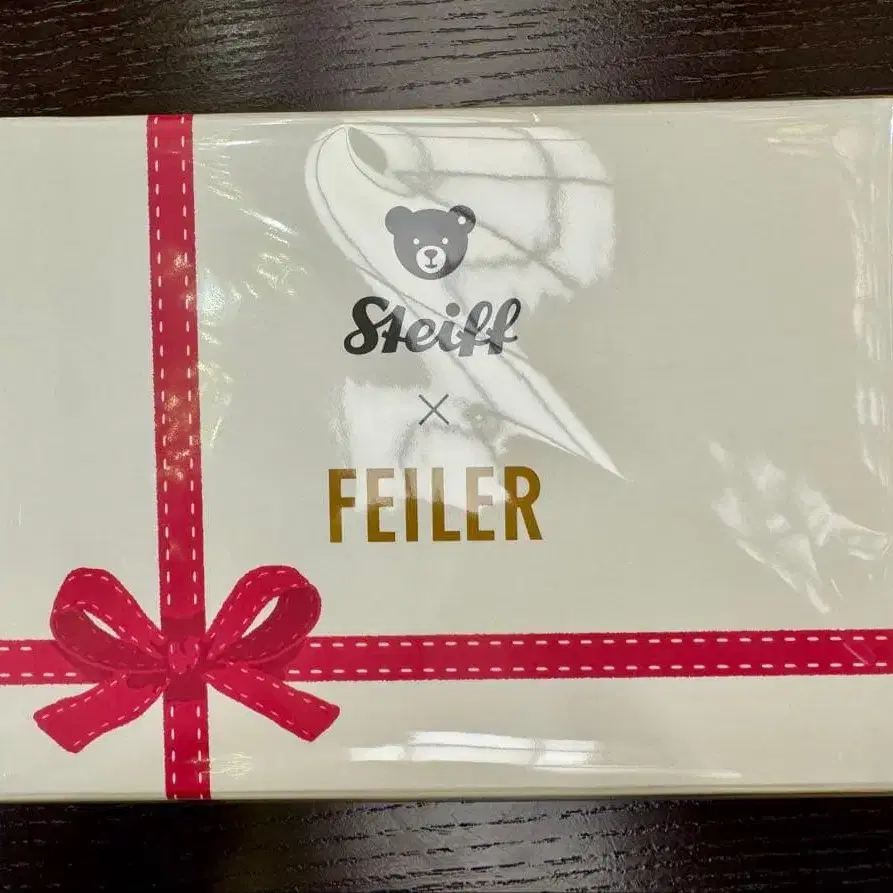 Steiff
×
FEILER